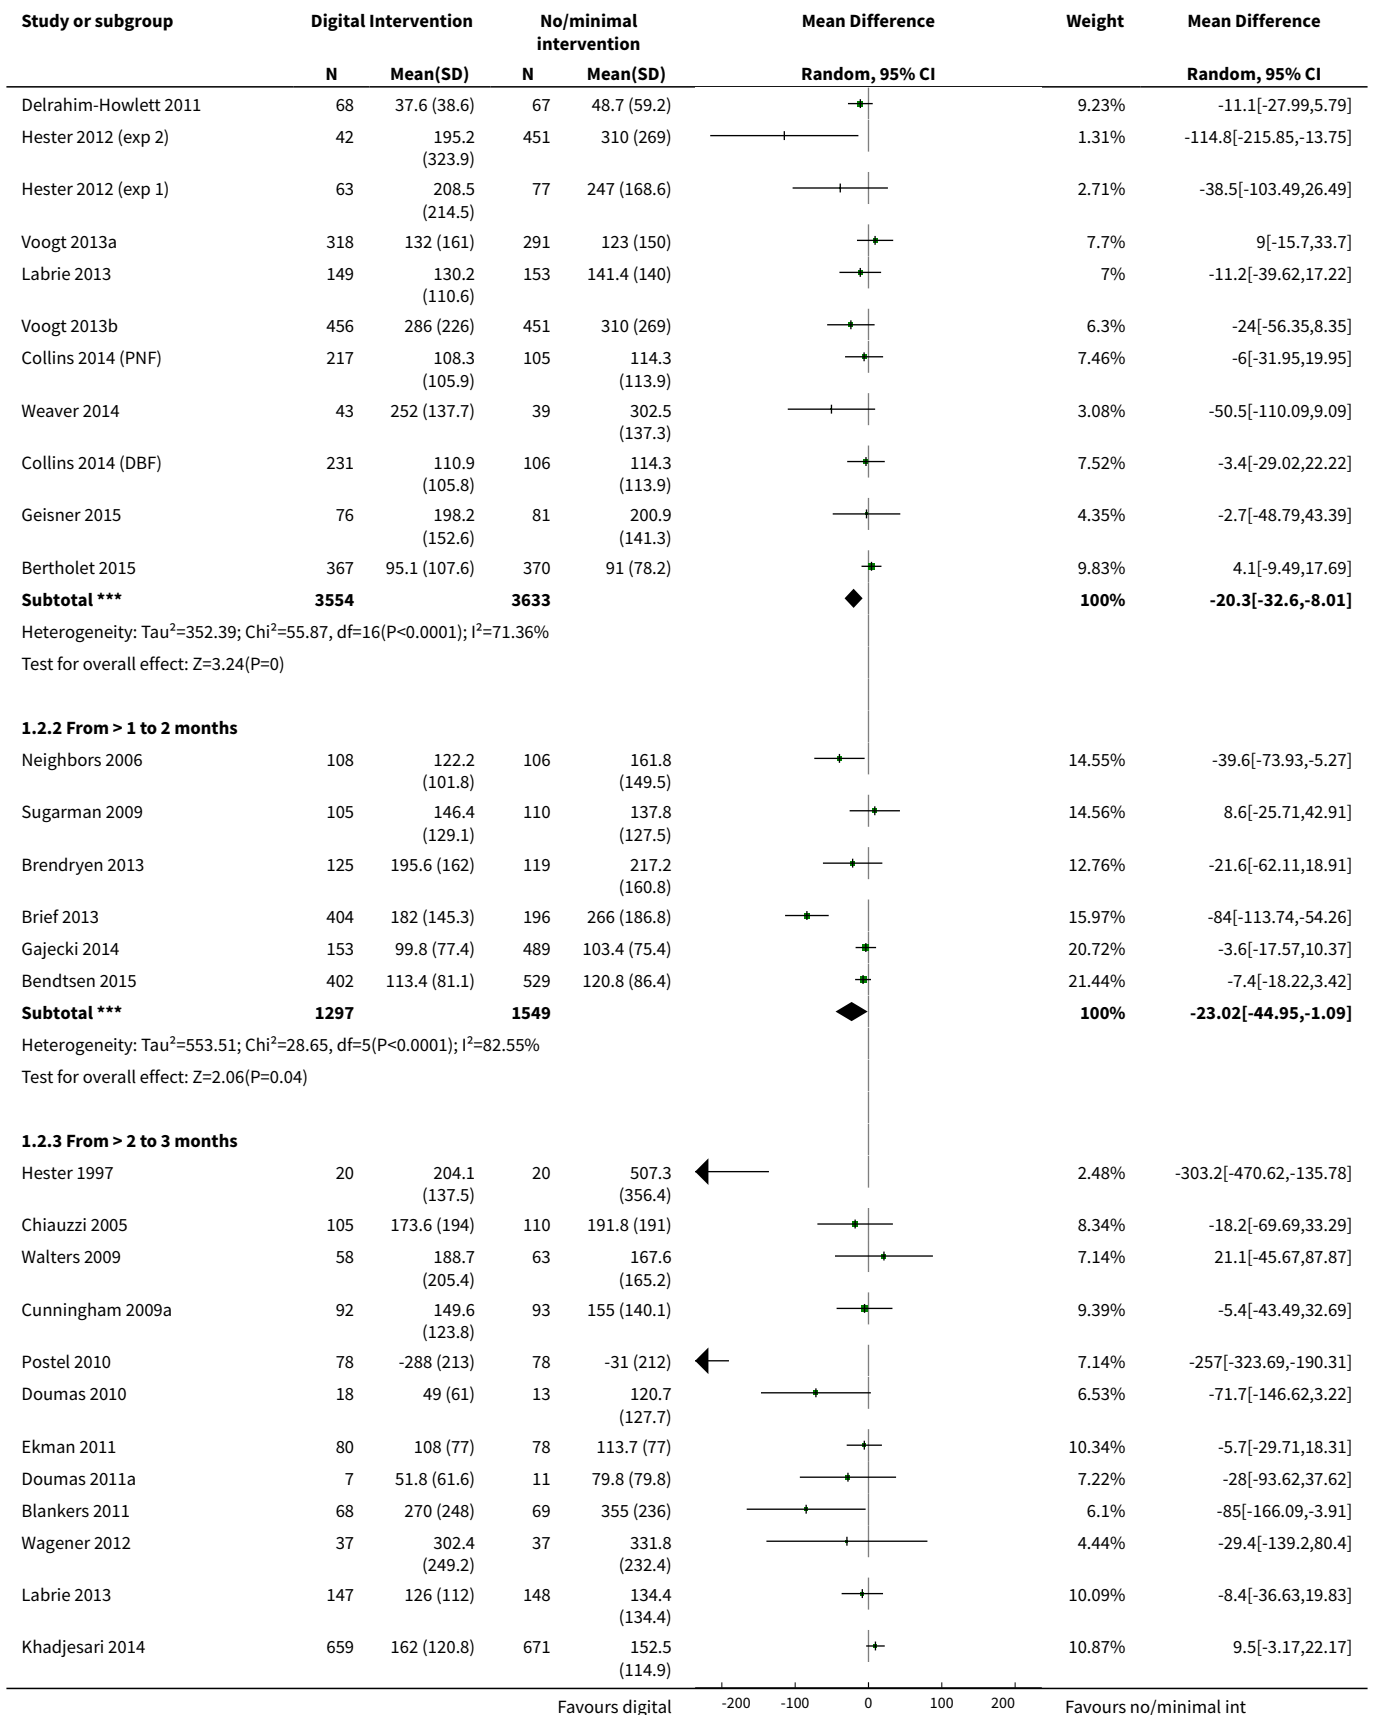 Study or subgroup Digital Intervention No/minimal intervention Mean Difference Weight Mean Difference
N Mean(SD) N Mean(SD) Random, 95% CI Random, 95% CI
Delrahim-Howlett 2011 68 37.6 (38.6) 67 48.7 (59.2) 9.23% -11.1[-27.99,5.79]
Hester 2012 (exp 2) 42 195.2 (323.9) 451 310 (269) 1.31% -114.8[-215.85,-13.75]
Hester 2012 (exp 1) 63 208.5 (214.5) 77 247 (168.6) 2.71% -38.5[-103.49,26.49]
Voogt 2013a 318 132 (161) 291 123 (150) 7.7% 9[-15.7,33.7]
Labrie 2013 149 130.2 (110.6) 153 141.4 (140) 7% -11.2[-39.62,17.22]
Voogt 2013b 456 286 (226) 451 310 (269) 6.3% -24[-56.35,8.35]
Collins 2014 (PNF) 217 108.3 (105.9) 105 114.3 (113.9) 7.46% -6[-31.95,19.95]
Weaver 2014 43 252 (137.7) 39 302.5 (137.3) 3.08% -50.5[-110.09,9.09]
Collins 2014 (DBF) 231 110.9 (105.8) 106 114.3 (113.9) 7.52% -3.4[-29.02,22.22]
Geisner 2015 76 198.2 (152.6) 81 200.9 (141.3) 4.35% -2.7[-48.79,43.39]
Bertholet 2015 367 95.1 (107.6) 370 91 (78.2) 9.83% 4.1[-9.49,17.69]
Subtotal *** 3554 3633 100% -20.3[-32.6,-8.01]
Heterogeneity: Tau²=352.39; Chi²=55.87, df=16(P<0.0001); I²=71.36%
Test for overall effect: Z=3.24(P=0)
1.2.2 From > 1 to 2 months
Neighbors 2006 108 122.2 (101.8) 106 161.8 (149.5) 14.55% -39.6[-73.93,-5.27]
Sugarman 2009 105 146.4 (129.1) 110 137.8 (127.5) 14.56% 8.6[-25.71,42.91]
Brendryen 2013 125 195.6 (162) 119 217.2 (160.8) 12.76% -21.6[-62.11,18.91]
Brief 2013 404 182 (145.3) 196 266 (186.8) 15.97% -84[-113.74,-54.26]
Gajecki 2014 153 99.8 (77.4) 489 103.4 (75.4) 20.72% -3.6[-17.57,10.37]
Bendtsen 2015 402 113.4 (81.1) 529 120.8 (86.4) 21.44% -7.4[-18.22,3.42]
Subtotal *** 1297 1549 100% -23.02[-44.95,-1.09]
Heterogeneity: Tau²=553.51; Chi²=28.65, df=5(P<0.0001); I²=82.55%
Test for overall effect: Z=2.06(P=0.04)
1.2.3 From > 2 to 3 months
Hester 1997 20 204.1 (137.5) 20 507.3 (356.4) 2.48% -303.2[-470.62,-135.78]
Chiauzzi 2005 105 173.6 (194) 110 191.8 (191) 8.34% -18.2[-69.69,33.29]
Walters 2009 58 188.7 (205.4) 63 167.6 (165.2) 7.14% 21.1[-45.67,87.87]
Cunningham 2009a 92 149.6 (123.8) 93 155 (140.1) 9.39% -5.4[-43.49,32.69]
Postel 2010 78 -288 (213) 78 -31 (212) 7.14% -257[-323.69,-190.31]
Doumas 2010 18 49 (61) 13 120.7 (127.7) 6.53% -71.7[-146.62,3.22]
Ekman 2011 80 108 (77) 78 113.7 (77) 10.34% -5.7[-29.71,18.31]
Doumas 2011a 7 51.8 (61.6) 11 79.8 (79.8) 7.22% -28[-93.62,37.62]
Blankers 2011 68 270 (248) 69 355 (236) 6.1% -85[-166.09,-3.91]
Wagener 2012 37 302.4 (249.2) 37 331.8 (232.4) 4.44% -29.4[-139.2,80.4]
Labrie 2013 147 126 (112) 148 134.4 (134.4) 10.09% -8.4[-36.63,19.83]
Khadjesari 2014 659 162 (120.8) 671 152.5 (114.9) 10.87% 9.5[-3.17,22.17]
Favours digital -200 -100 0 100 200 Favours no/minimal int